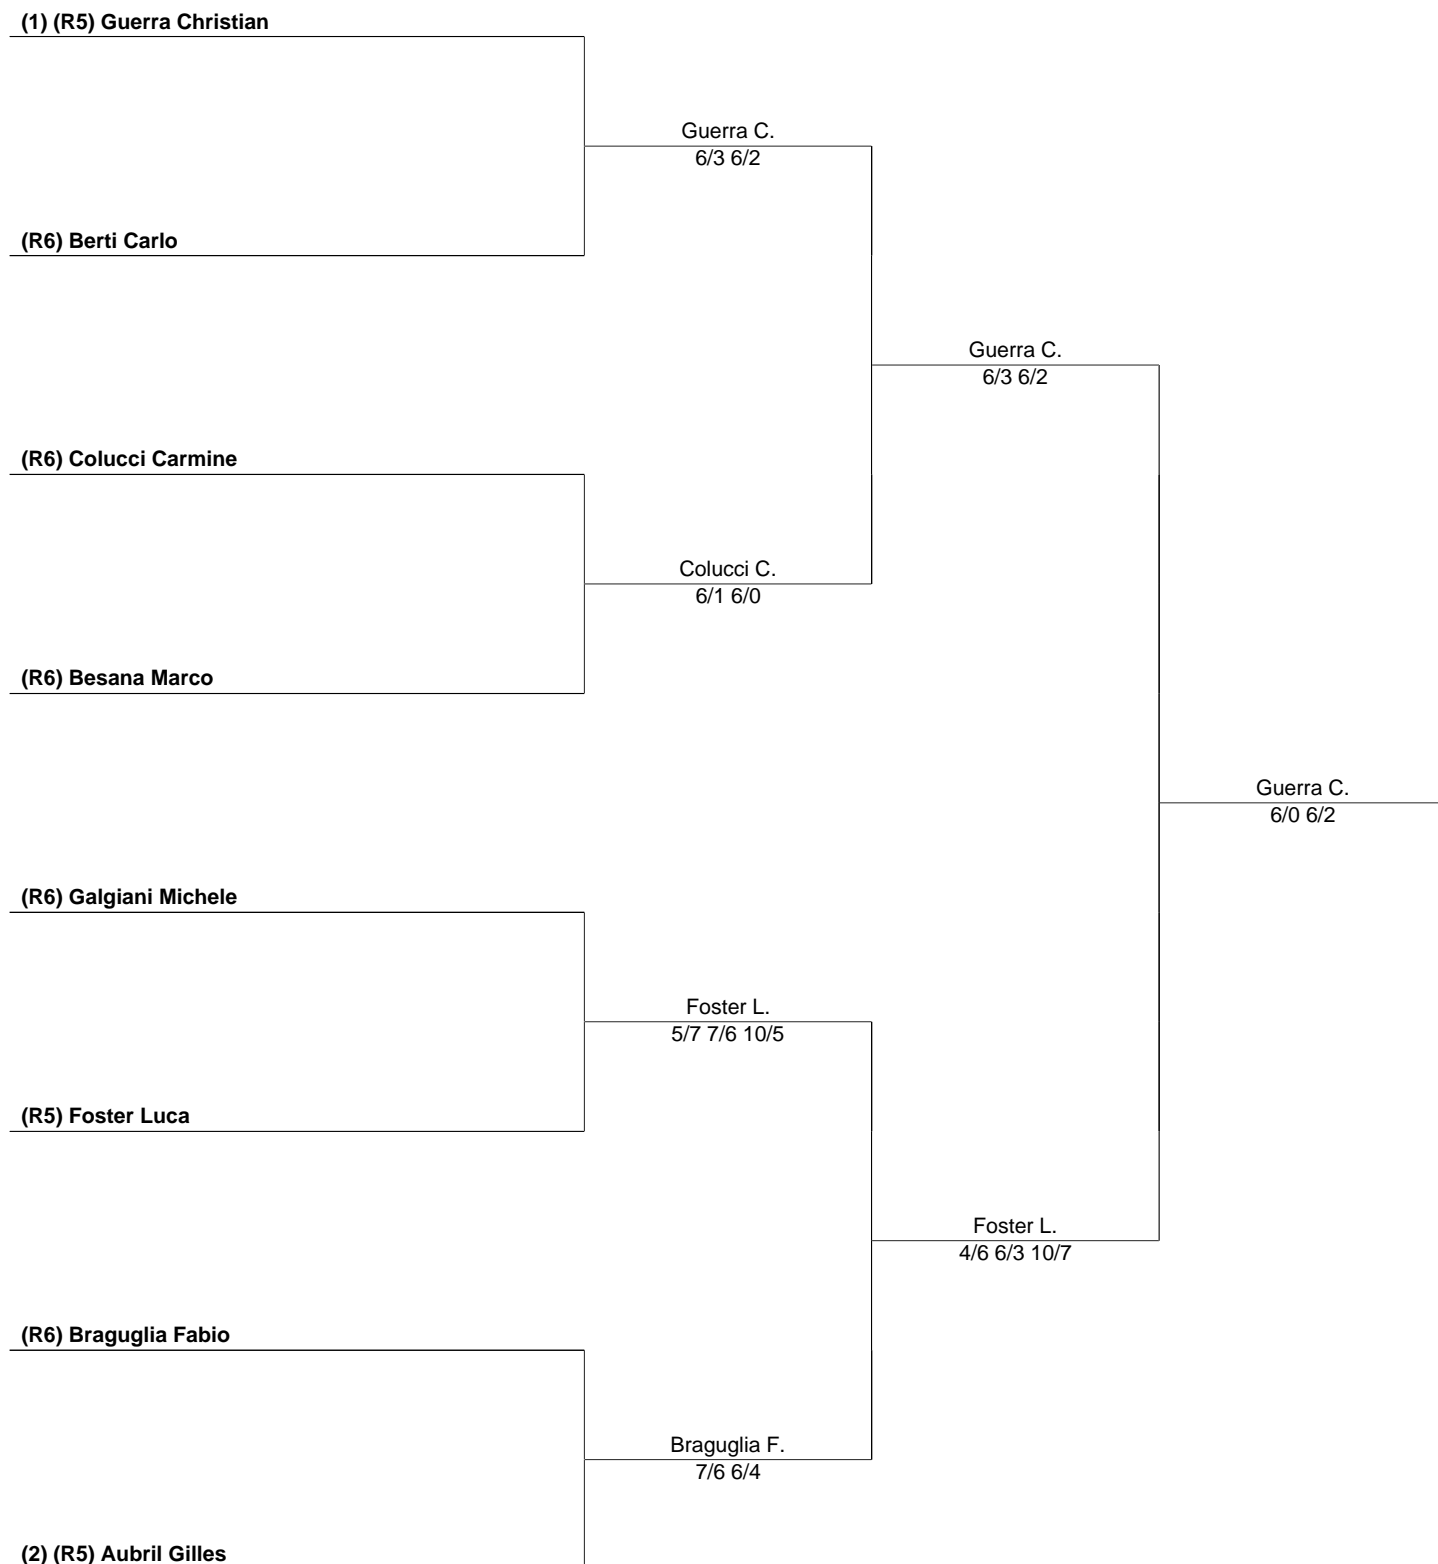 (1) (R5) Guerra Christian
Guerra C.
6/3 6/2
(R6) Berti Carlo
Guerra C.
6/3 6/2
(R6) Colucci Carmine
Colucci C.
6/1 6/0
(R6) Besana Marco
Guerra C.
6/0 6/2
(R6) Galgiani Michele
Foster L.
5/7 7/6 10/5
(R5) Foster Luca
Foster L.
4/6 6/3 10/7
(R6) Braguglia Fabio
Braguglia F.
7/6 6/4
(2) (R5) Aubril Gilles